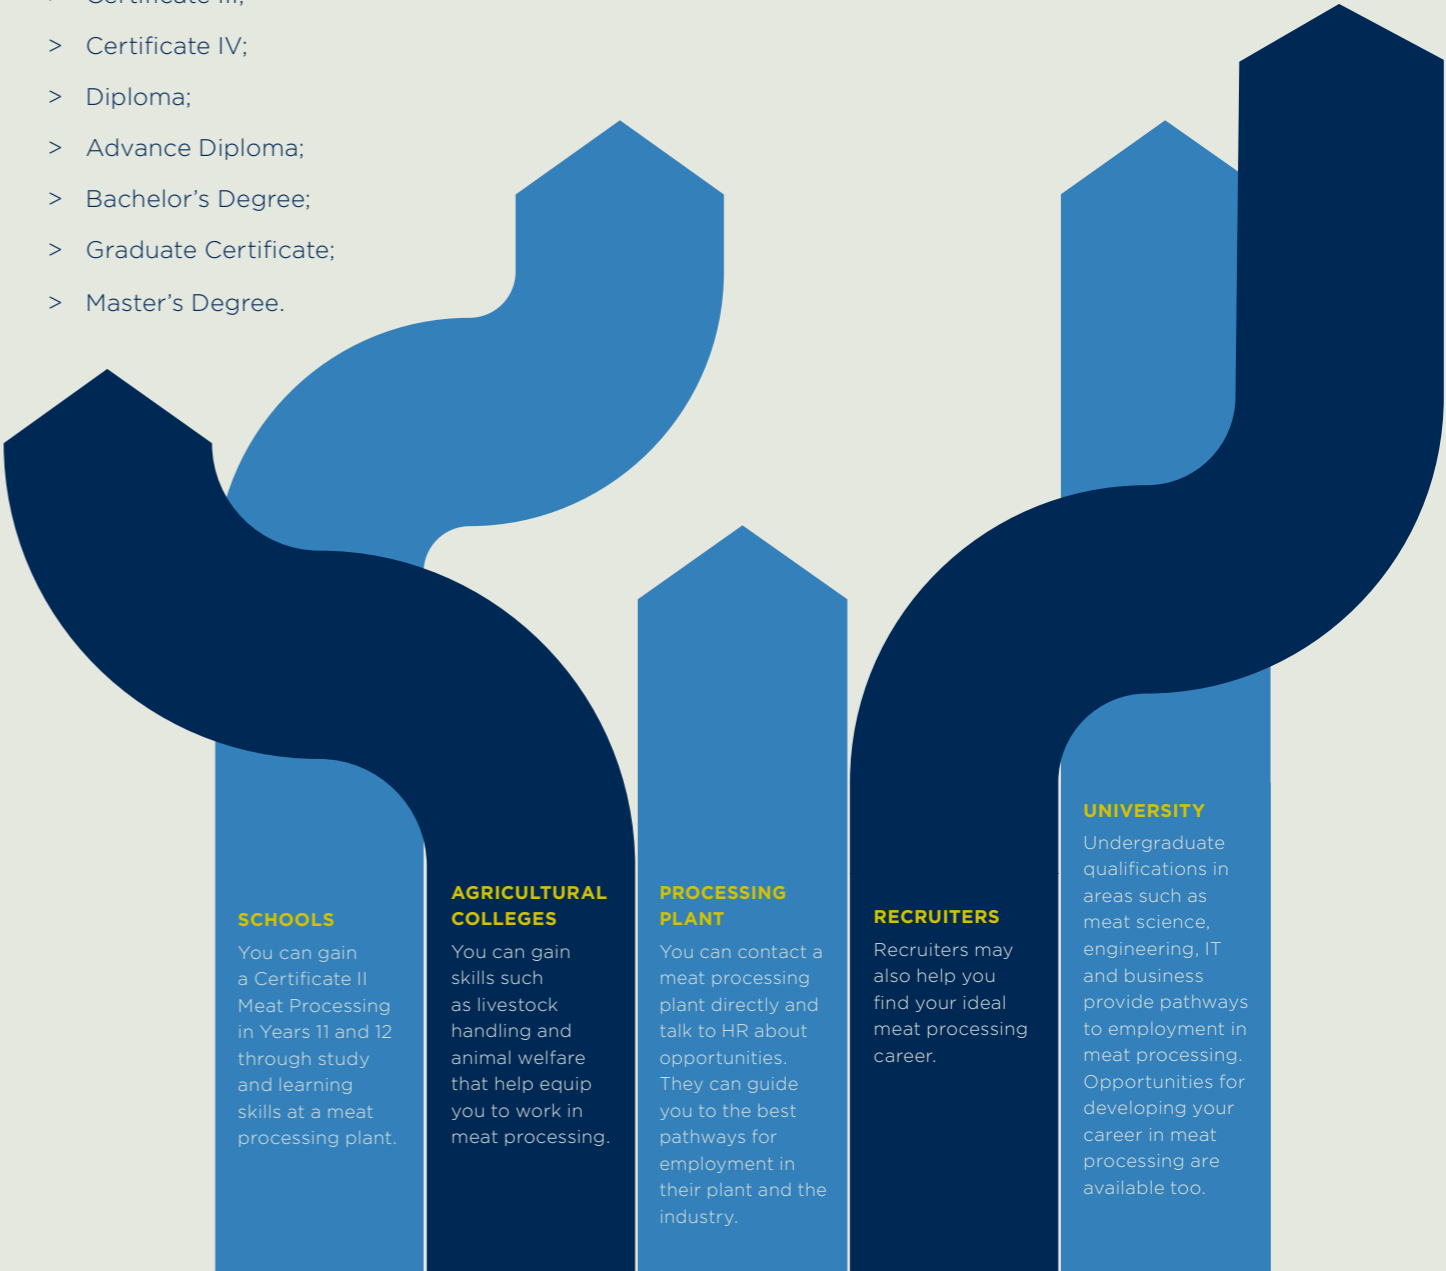 Certificate III;
> Certificate IV;
> Diploma;
> Advance Diploma;
> Bachelor’s Degree;
> Graduate Certificate;
> Master’s Degree.
SCHOOLS
You can gain
a Certificate II
Meat Processing
in Years 11 and 12
through study
and learning
skills at a meat
processing plant.
AGRICULTURAL
COLLEGES
You can gain
skills such
as livestock
handling and
animal welfare
that help equip
you to work in
meat processing.
PROCESSING
PLANT
You can contact a
meat processing
plant directly and
talk to HR about
opportunities.
They can guide
you to the best
pathways for
employment in
their plant and the
industry.
RECRUITERS
Recruiters may
also help you
find your ideal
meat processing
career.
UNIVERSITY
Undergraduate
qualifications in
areas such as
meat science,
engineering, IT
and business
provide pathways
to employment in
meat processing.
Opportunities for
developing your
career in meat
processing are
available too.